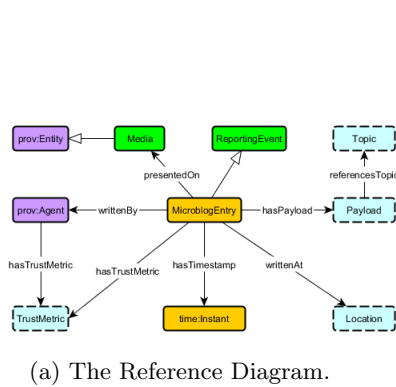 prov:Entity
Media
ReportingEvent
Topic
presentedOn
referencesTopic
prov:Agent
writtenBy
MicroblogEntry
hasPayload
Payload
hasTrustMetric
hasTrustMetric
hasTimestamp
writtenAt
TrustMetric
time:Instant
Location
(a) The Reference Diagram.